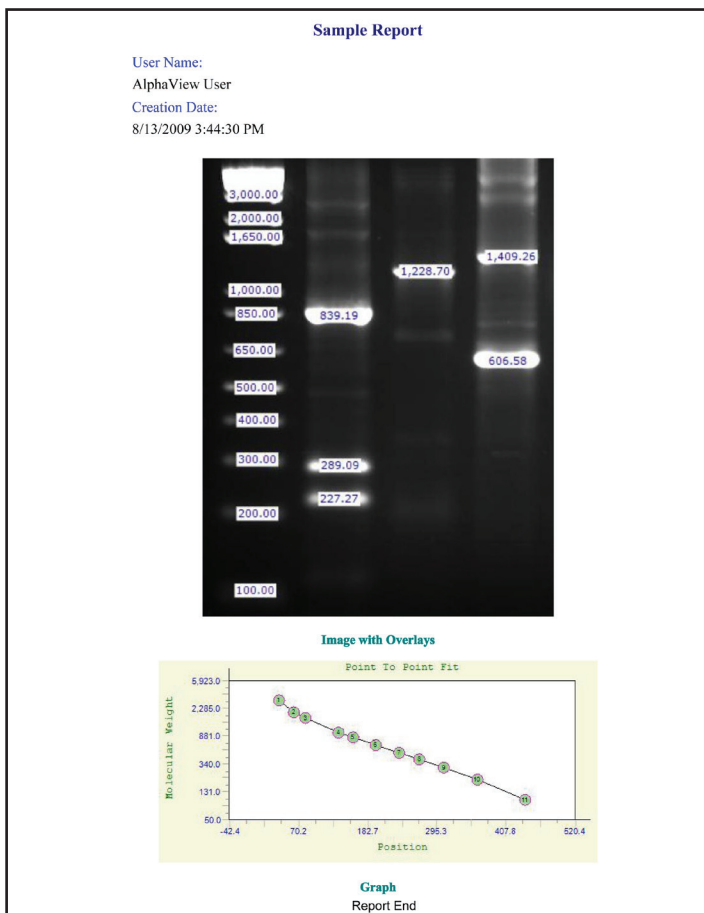 Sample Report
User Name:
AlphaView User
Creation Date:
8/13/2009 3:44:30 PM
3,000.00
2,000.00
1,650.00
1,409.26
1,228.70
1,000.00
850.00
839.19
650.00
606.58
500.00
400.00
300.00
289.09
227.27
200.00
100.00
Image with Overlays
Point To Point Fit
Molecular Weight
5,923.0
2,285.0
881.0
340.0
131.0
50.0
1
2
3
4
5
6
7
8
9
10
11
-42.4 70.2 182.7 295.3 407.8 520.4
Position
Graph
Report End